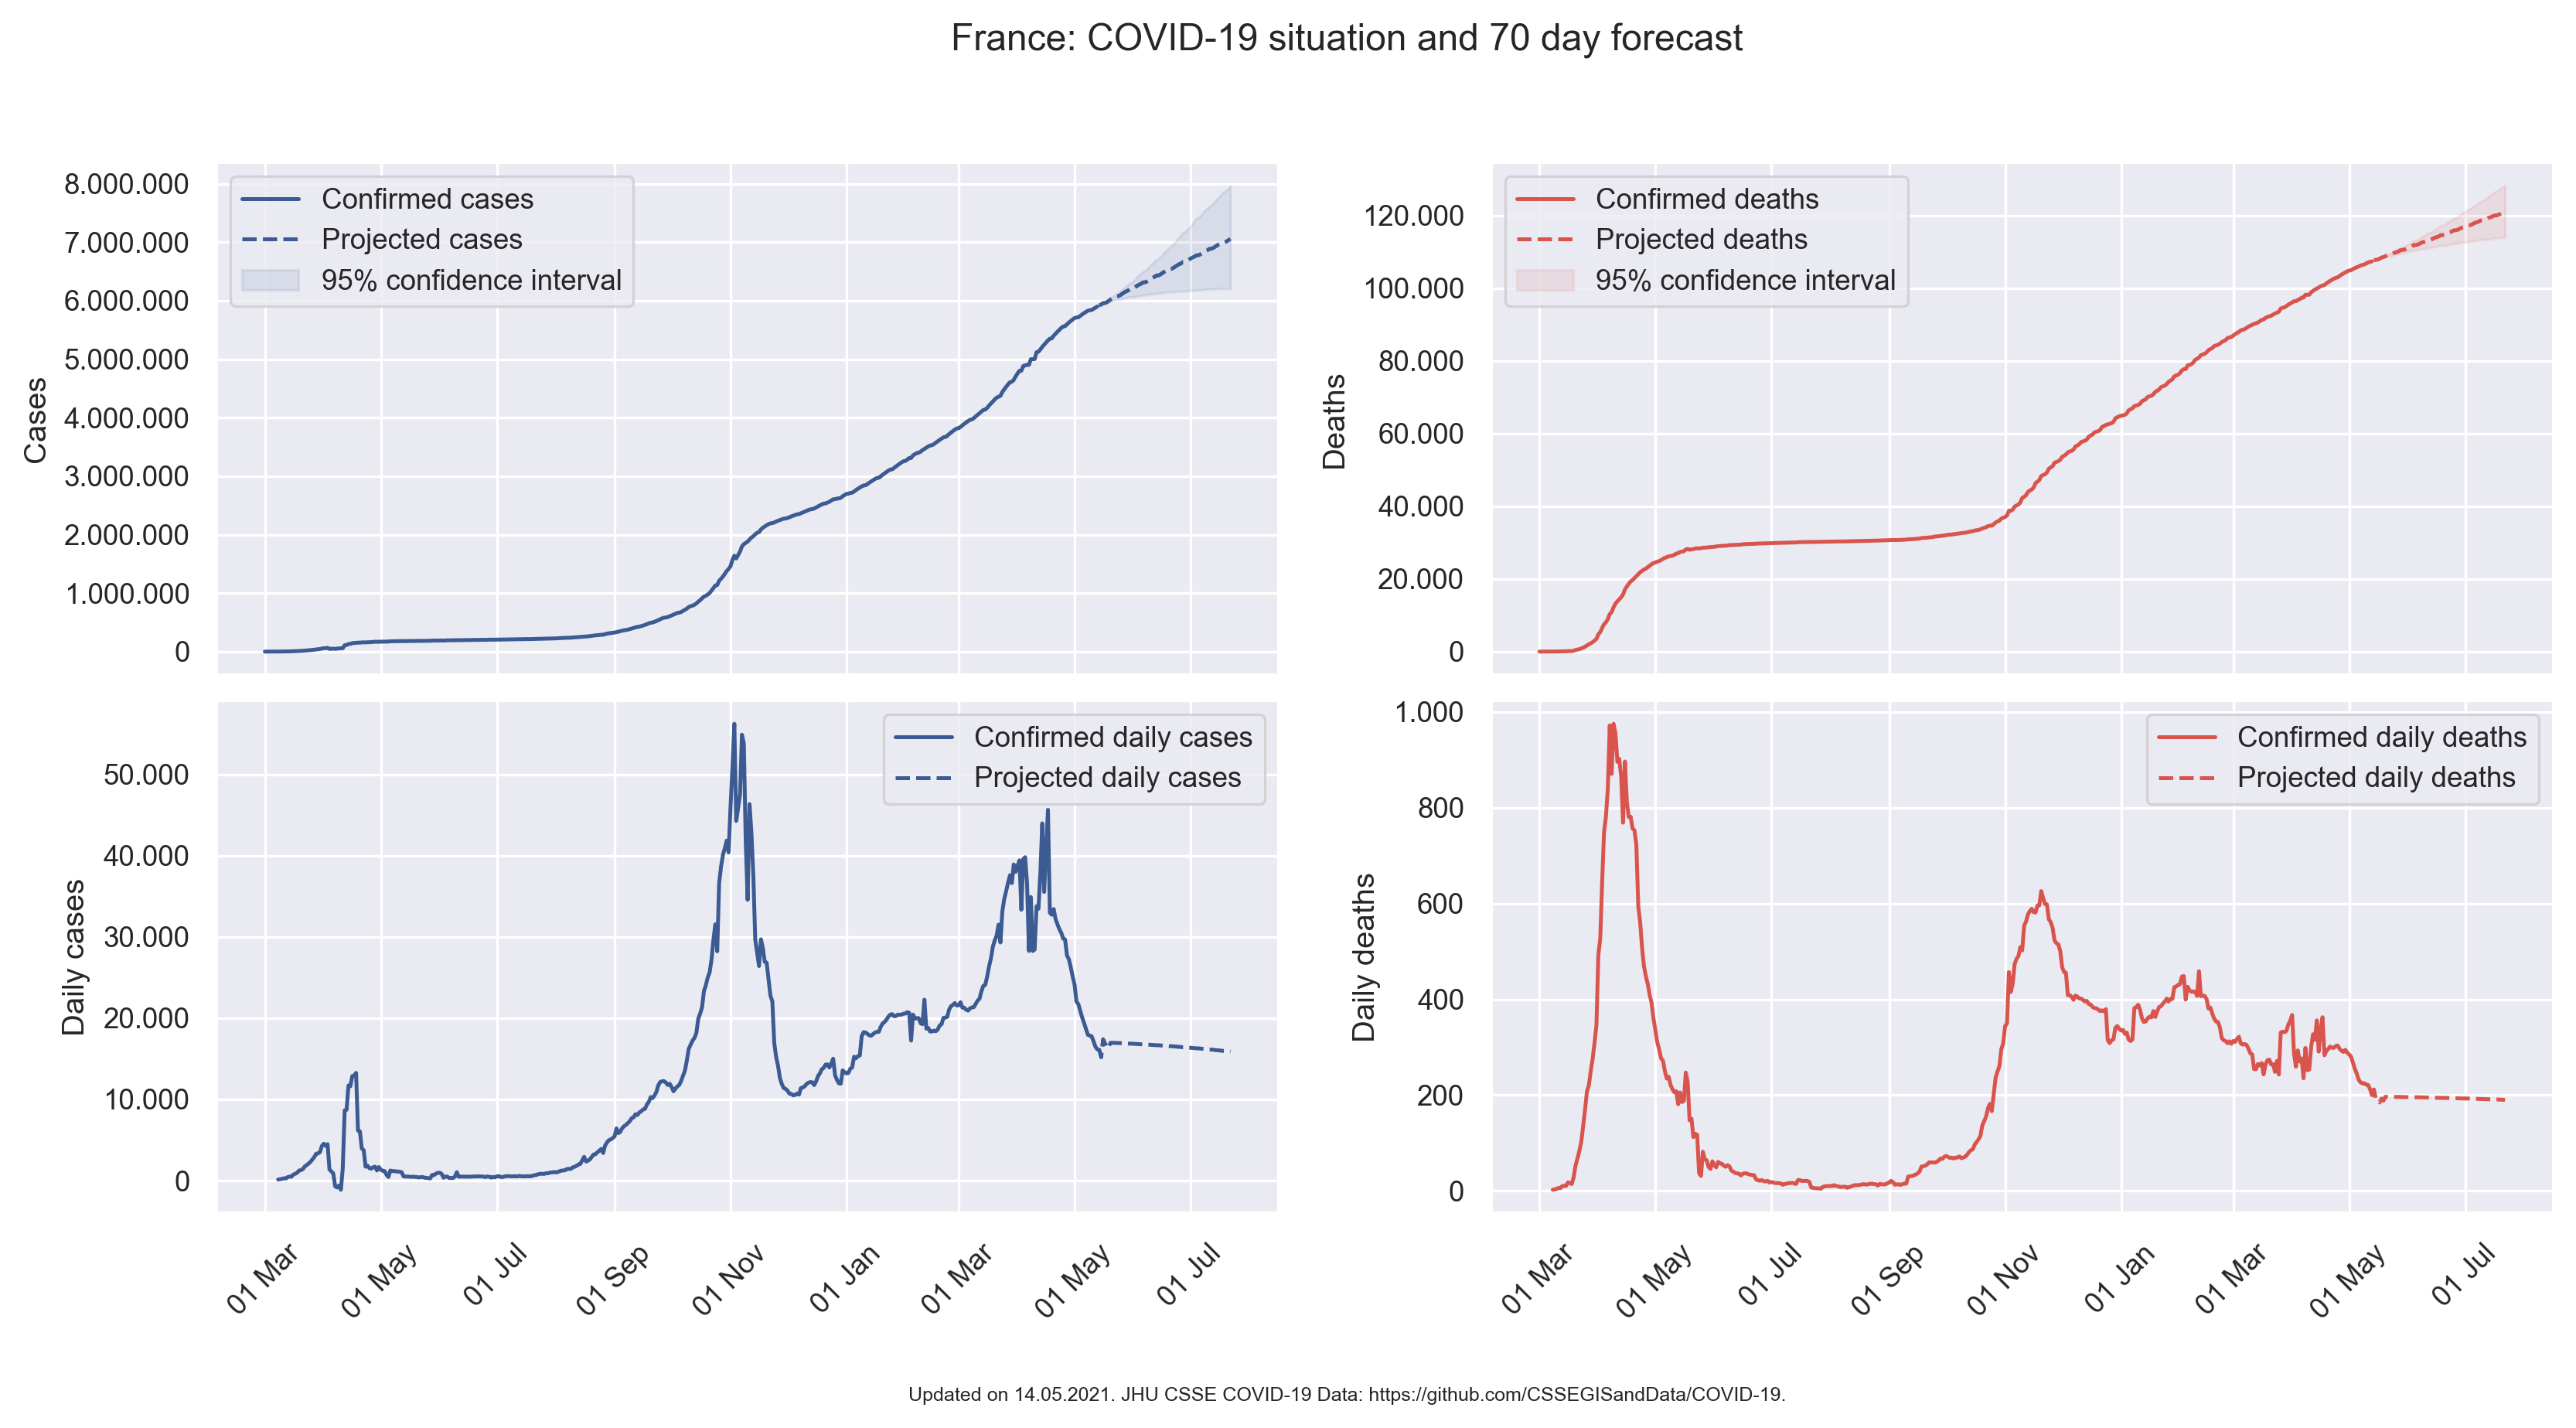 France: COVID-19 situation and 70 day forecast
8.000.000
7.000.000
6.000.000
5.000.000
4.000.000
3.000.000
2.000.000
1.000.000
0
Cases
Confirmed cases
Projected cases
95% confidence interval
120.000
100.000
80.000
60.000
40.000
20.000
0
Deaths
Confirmed deaths
Projected deaths
95% confidence interval
50.000
40.000
30.000
20.000
10.000
0
Daily cases
Confirmed daily cases
Projected daily cases
01 Mar
01 May
01 Jul
01 Sep
01 Nov
01 Jan
01 Mar
01 May
01 Jul
1.000
800
600
400
200
0
Daily deaths
Confirmed daily deaths
Projected daily deaths
01 Mar
01 May
01 Jul
01 Sep
01 Nov
01 Jan
01 Mar
01 May
01 Jul
Updated on 14.05.2021. JHU CSSE COVID-19 Data: https://github.com/CSSEGISandData/COVID-19.